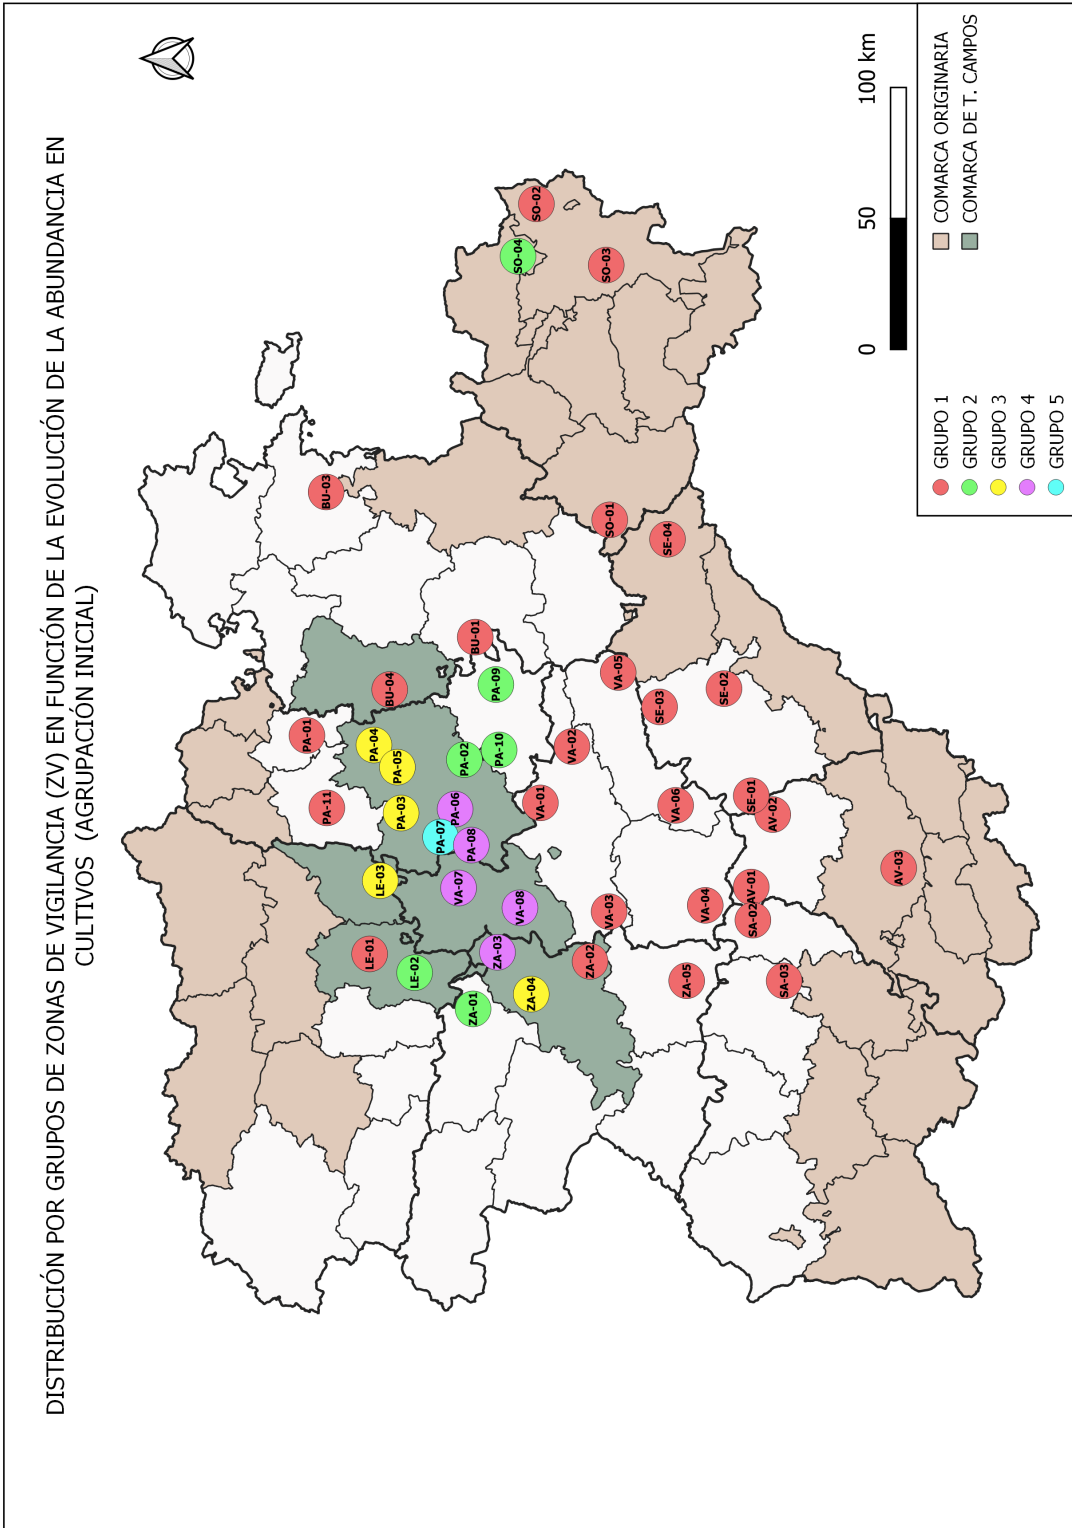 DISTRIBUCIÓN POR GRUPOS DE ZONAS DE VIGILANCIA (ZV) EN FUNCIÓN DE LA EVOLUCIÓN DE LA ABUNDANCIA EN
CULTIVOS (AGRUPACIÓN INICIAL)
PA-01
PA-11
BU-03
LE-01
LE-03
LE-02
PA-03
PA-05
PA-04
BU-04
ZA-01
VA-07
PA-07
PA-08
PA-06
PA-02
BU-01
ZA-03
PA-10
PA-09
ZA-04
VA-08
VA-01
SO-04
SO-02
ZA-02
VA-03
VA-02
VA-05
SO-01
SO-03
ZA-05
VA-04
VA-06
SE-03
SE-04
SE-02
SA-03
SA-02
AV-01
AV-02
SE-01
AV-03
0
50
100 km
GRUPO 1
GRUPO 2
GRUPO 3
GRUPO 4
GRUPO 5
COMARCA ORIGINARIA
COMARCA DE T. CAMPOS